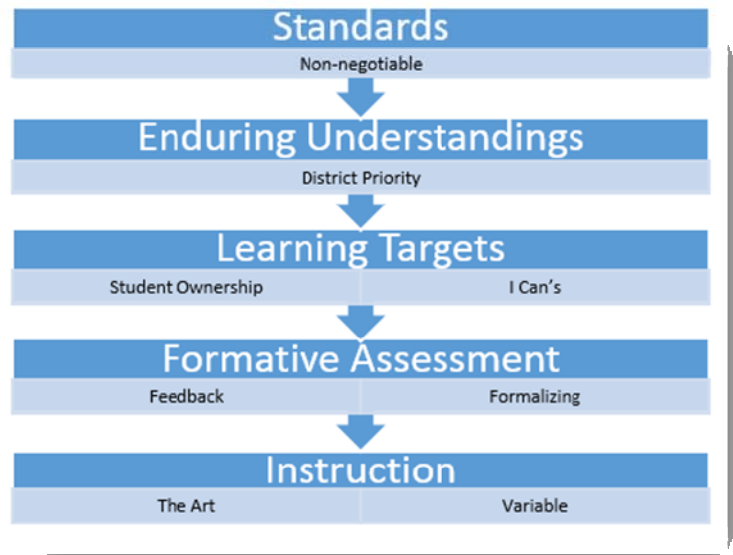 Standards
Non-negotiable
Enduring Understandings
District Priority
Learning Targets
Student Ownership I Can's
Formative Assessment
Feedback Formalizing
Instruction
The Art Variable